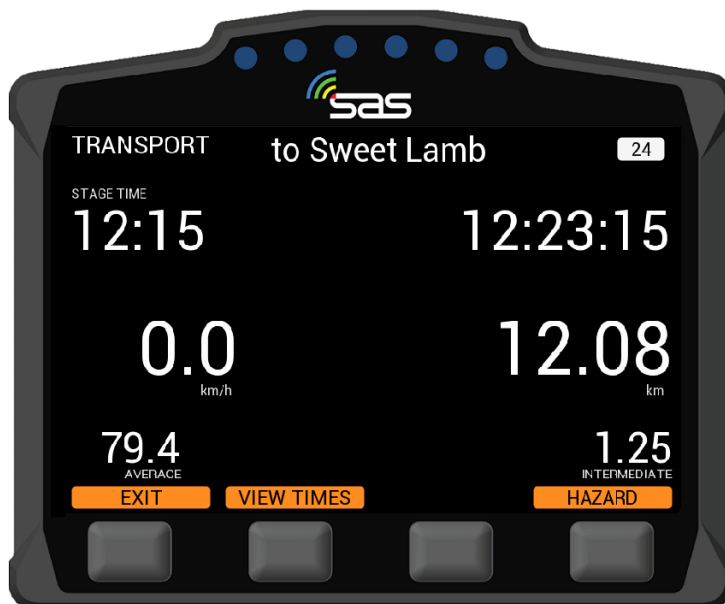 sas
TRANSPORT to Sweet Lamb 24
STAGE TIME
12:15 12:23:15
0.0 12.08
km/h km
79.4 1.25
AVERAGE INTERMEDIATE
EXIT VIEW TIMES HAZARD